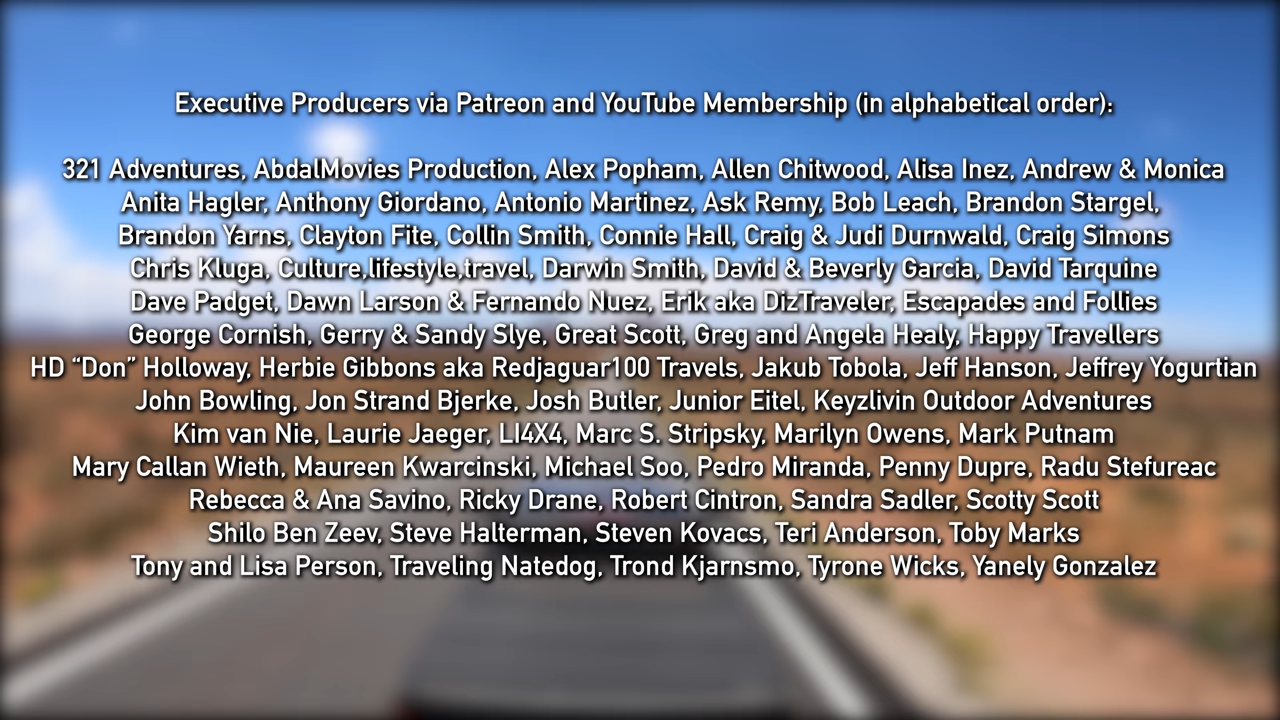 Executive Producers via Patreon and YouTube Membership (in alphabetical order):
321 Adventures, AbdalMovies Production, Alex Popham, Allen Chitwood, Alisa Inez, Andrew & Monica
Anita Hagler, Anthony Giordano, Antonio Martinez, Ask Remy, Bob Leach, Brandon Stargel,
Brandon Yarns, Clayton Fite, Collin Smith, Connie Hall, Craig & Judi Durnwald, Craig Simons
Chris Kluga, Culture,lifestyle,travel, Darwin Smith, David & Beverly Garcia, David Tarquine
Dave Padget, Dawn Larson & Fernando Nuez, Erik aka DizTraveler, Escapades and Follies
George Cornish, Gerry & Sandy Slye, Great Scott, Greg and Angela Healy, Happy Travellers
HD “Don” Holloway, Herbie Gibbons aka Redjaguar100 Travels, Jakub Tobola, Jeff Hanson, Jeffrey Yogurtian
John Bowling, Jon Strand Bjerke, Josh Butler, Junior Eitel, Keyzlivin Outdoor Adventures
Kim van Nie, Laurie Jaeger, LI4X4, Marc S. Stripsky, Marilyn Owens, Mark Putnam
Mary Callan Wieth, Maureen Kwarcinski, Michael Soo, Pedro Miranda, Penny Dupre, Radu Stefureac
Rebecca & Ana Savino, Ricky Drane, Robert Cintron, Sandra Sadler, Scotty Scott
Shilo Ben Zeev, Steve Halterman, Steven Kovacs, Teri Anderson, Toby Marks
Tony and Lisa Person, Traveling Natedog, Trond Kjarnsmo, Tyrone Wicks, Yanely Gonzalez